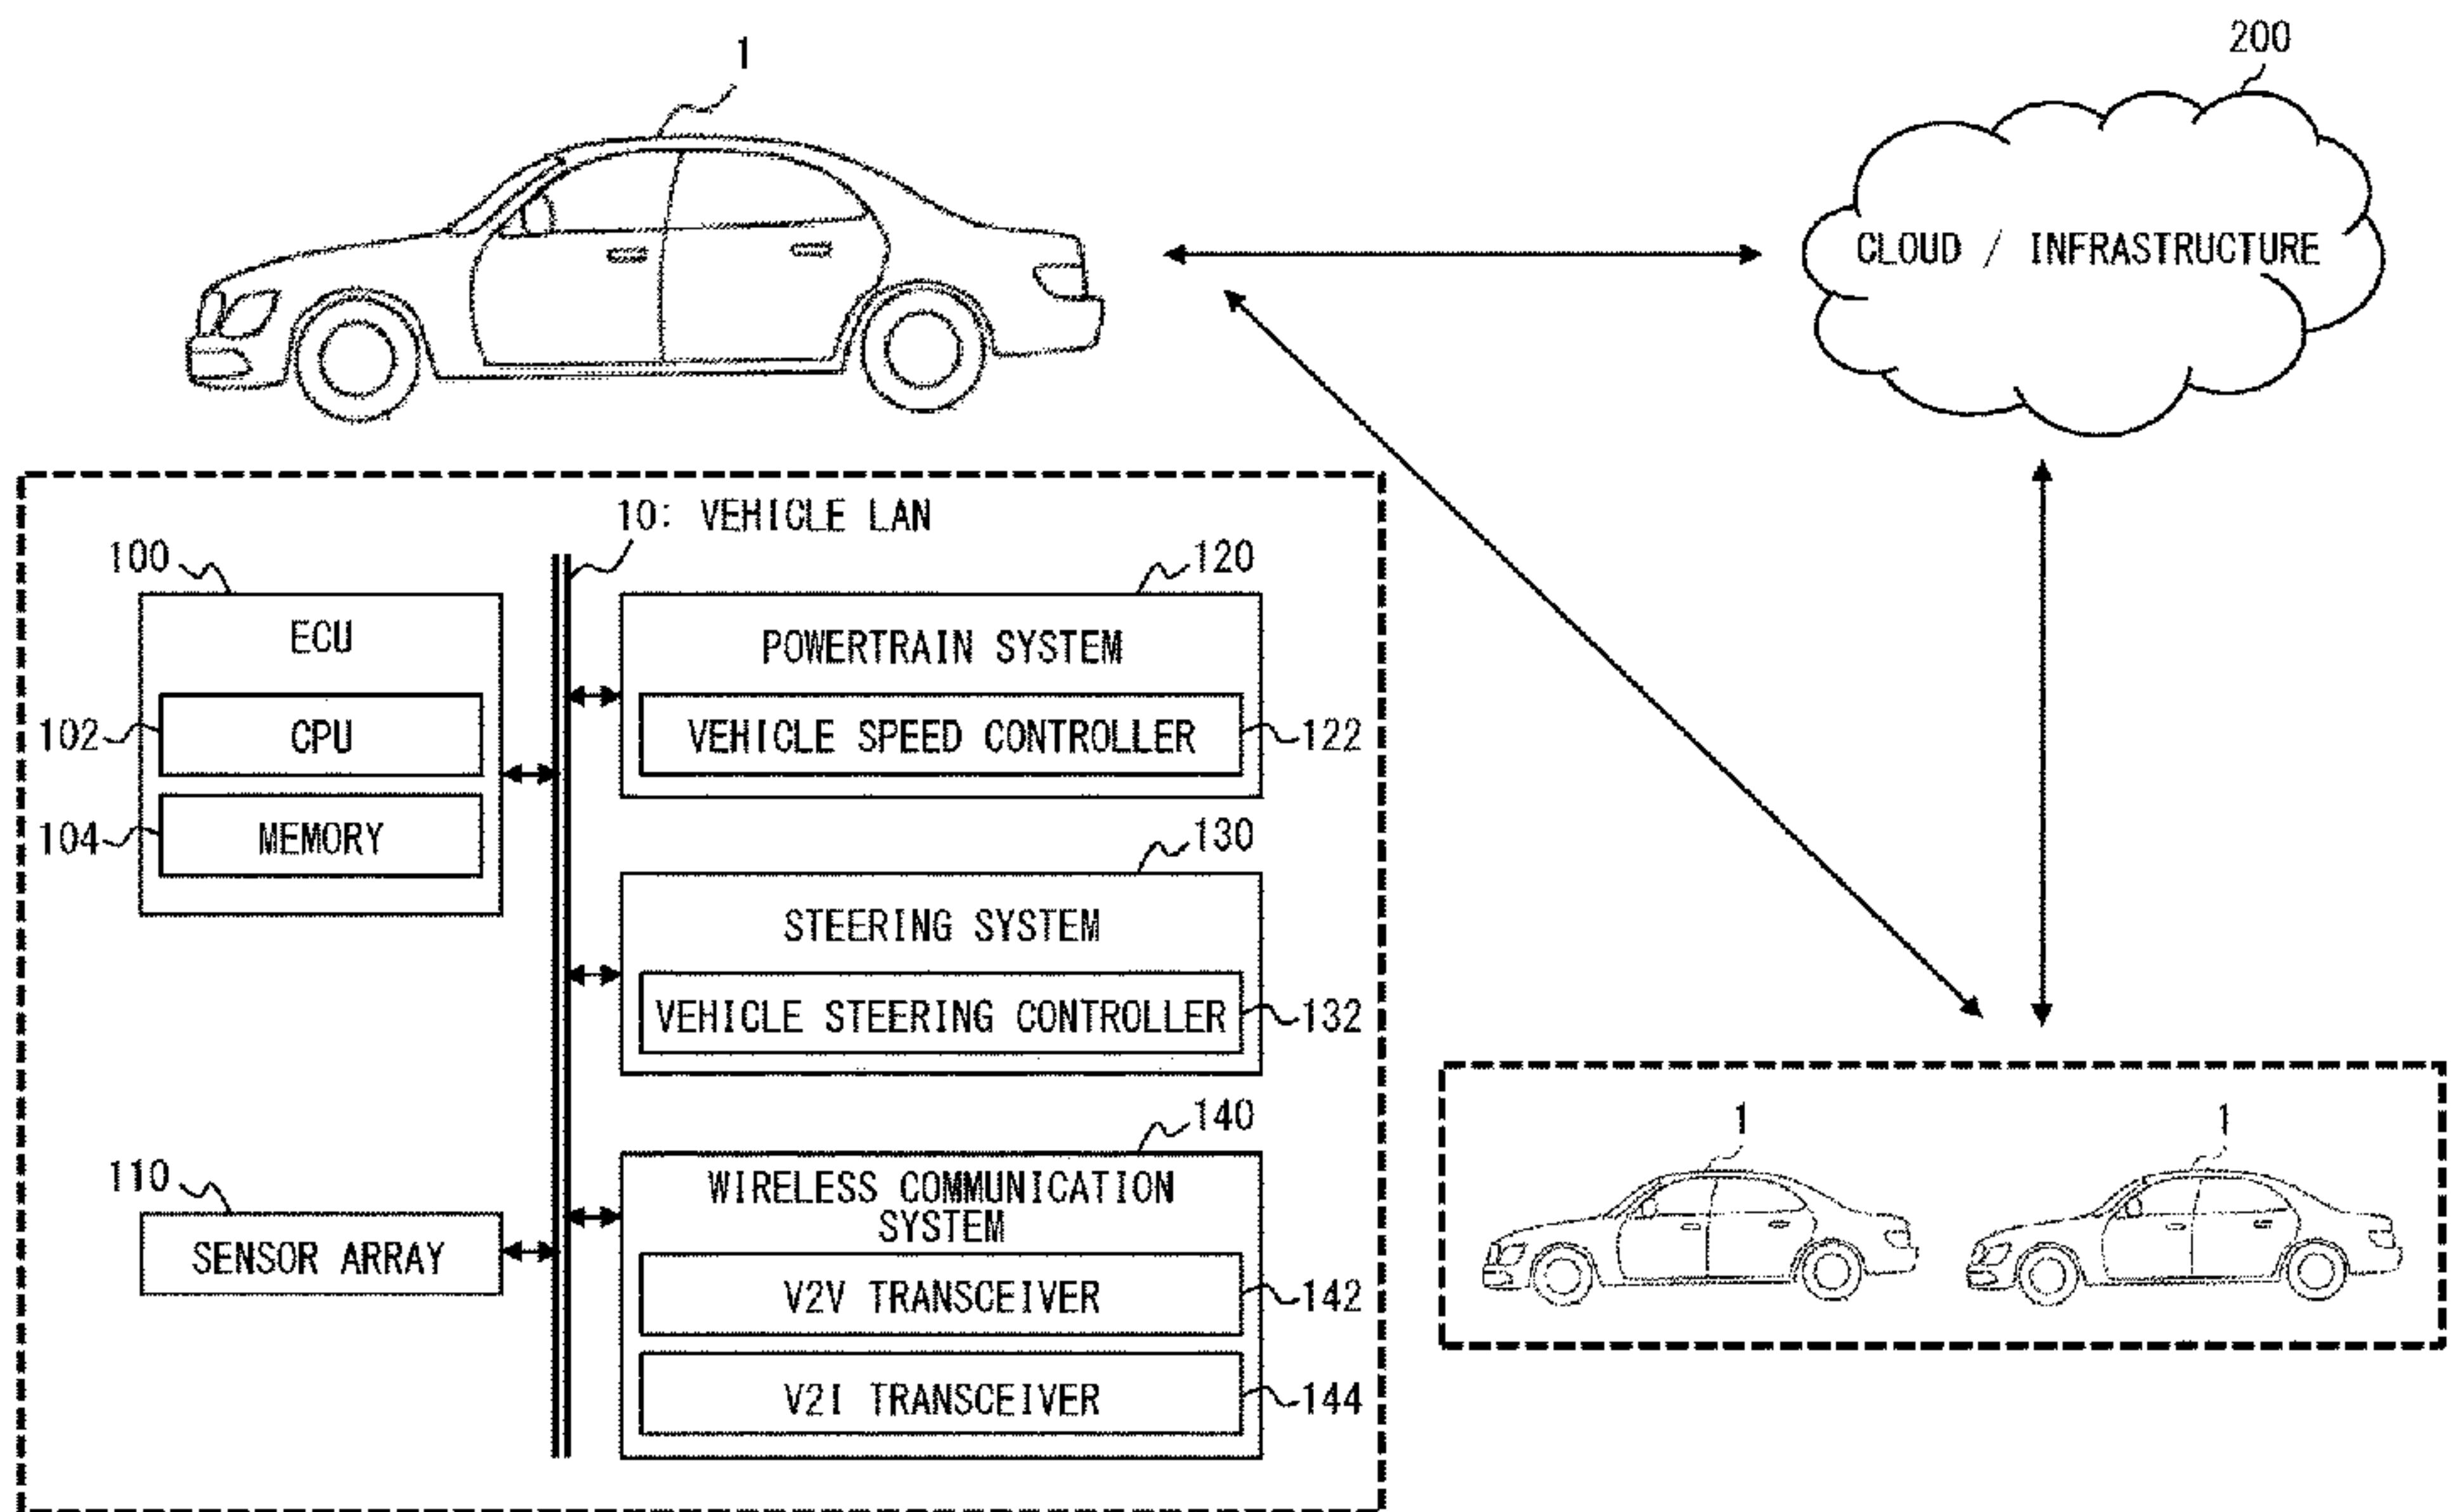 1
200
CLOUD / INFRASTRUCTURE
10: VEHICLE LAN
100
ECU
102
CPU
104
MEMORY
110
SENSOR ARRAY
120
POWERTRAIN SYSTEM
VEHICLE SPEED CONTROLLER
122
130
STEERING SYSTEM
VEHICLE STEERING CONTROLLER
132
140
WIRELESS COMMUNICATION
SYSTEM
V2V TRANSCEIVER
142
V2I TRANSCEIVER
144
1
1